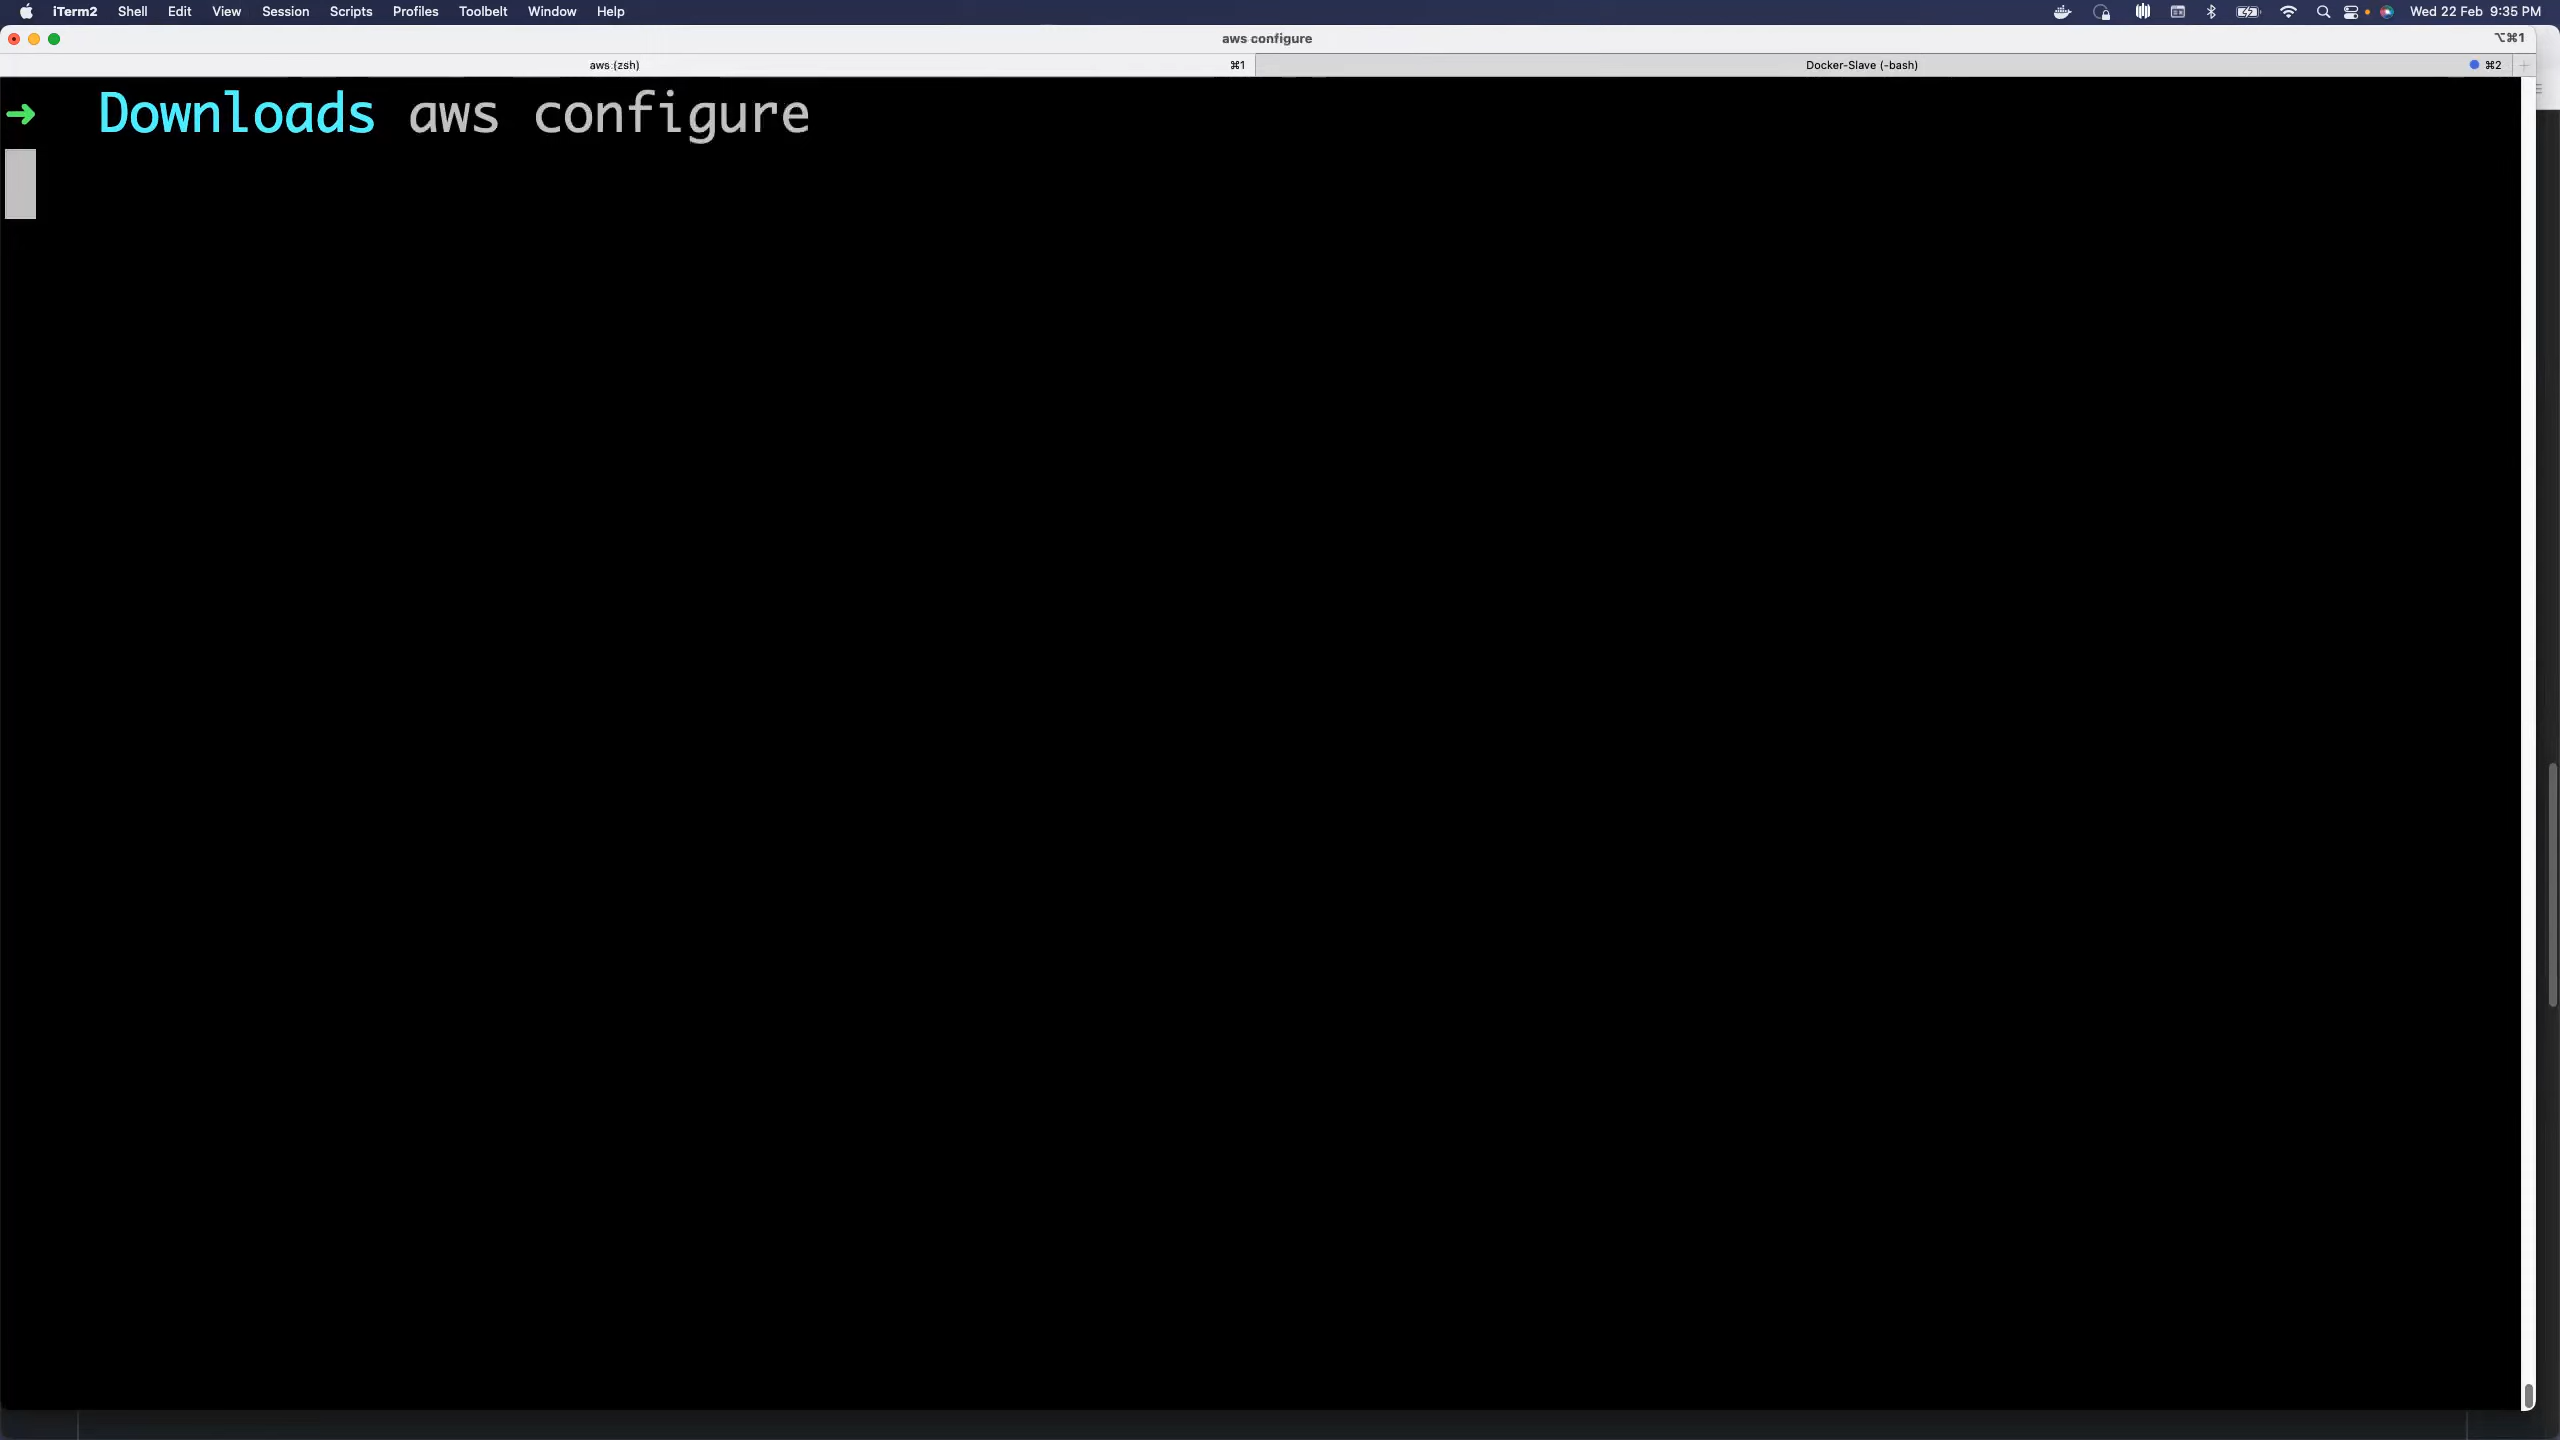 iTerm2 Shell Edit View Session Scripts Profiles Toolbelt Window Help Wed 22 Feb 9:35 PM
aws configure ⌥⌘1
aws (zsh) ⌘1 Docker-Slave (-bash) ⌘2
➜ Downloads aws configure